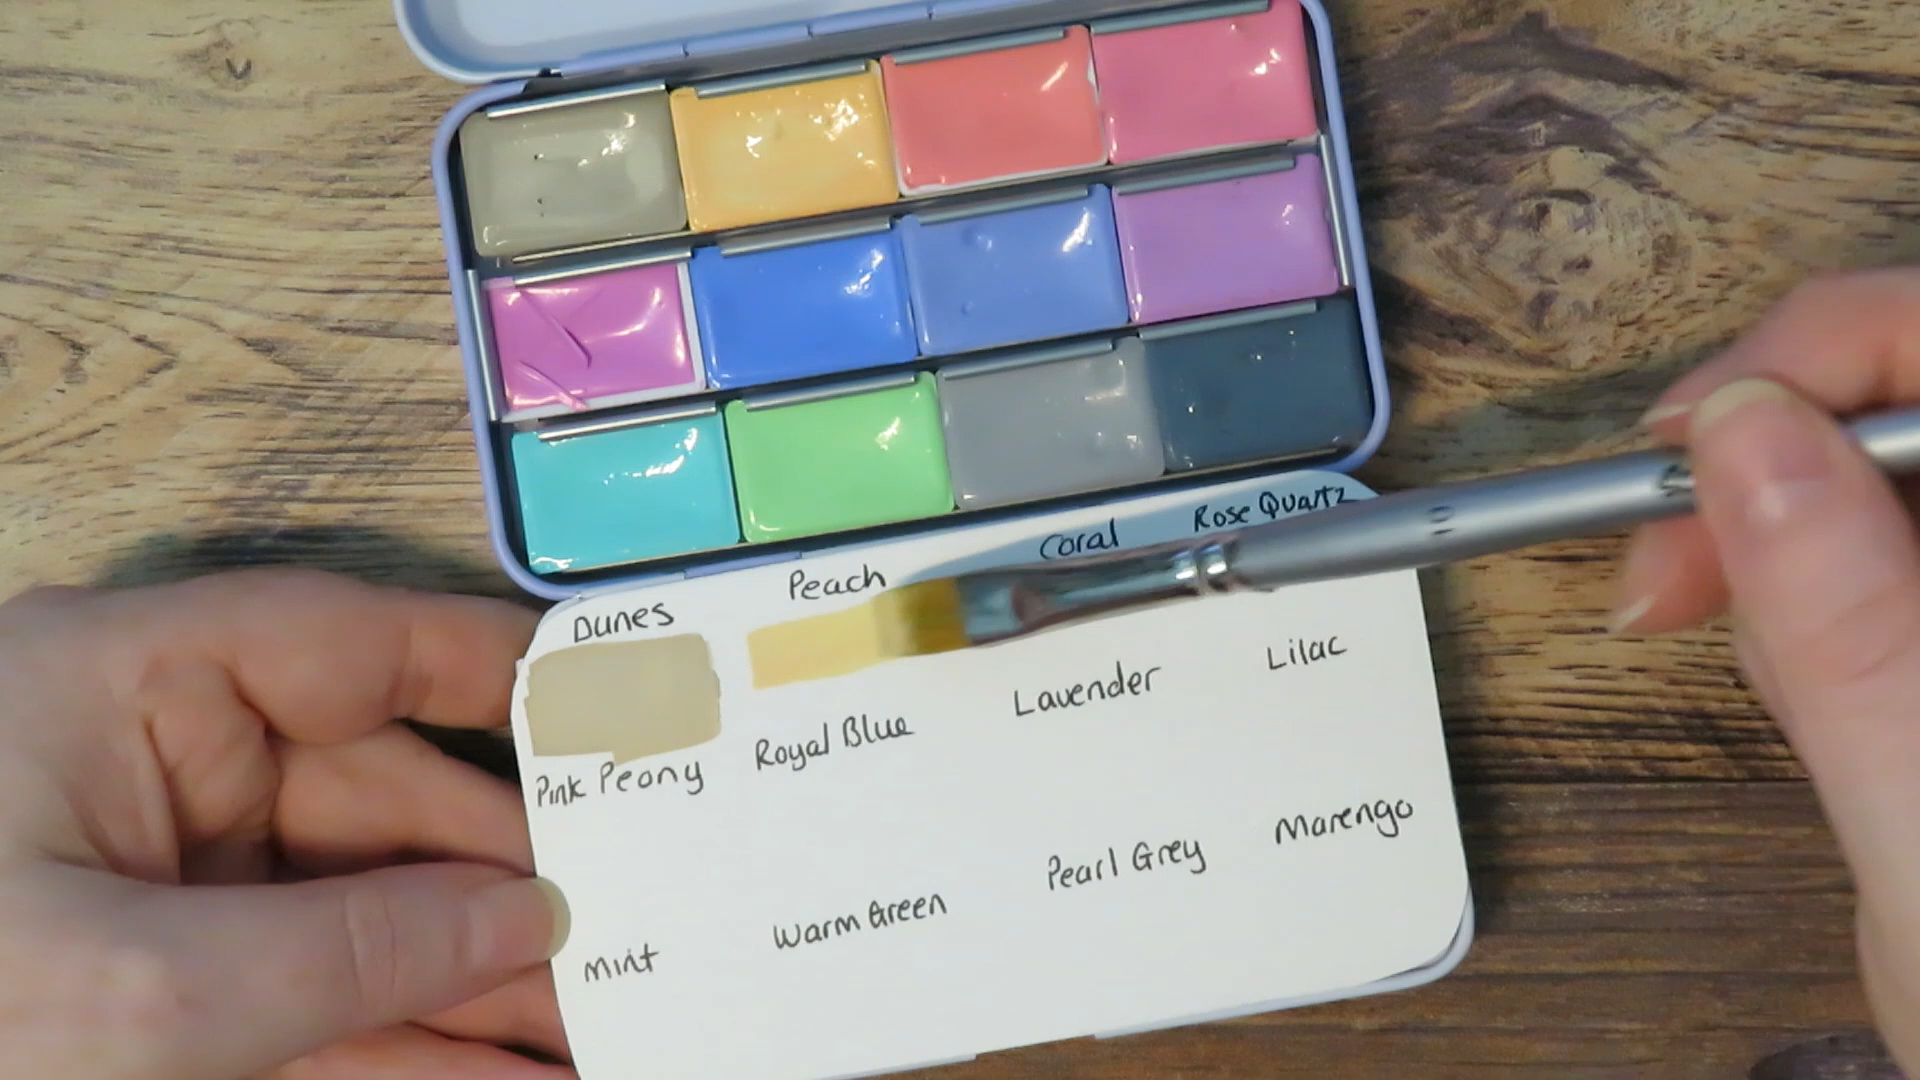 Dunes
Peach
Coral
Rose Quartz
Pink Peony
Royal Blue
Lavender
Lilac
Mint
Warm Green
Pearl Grey
Marengo